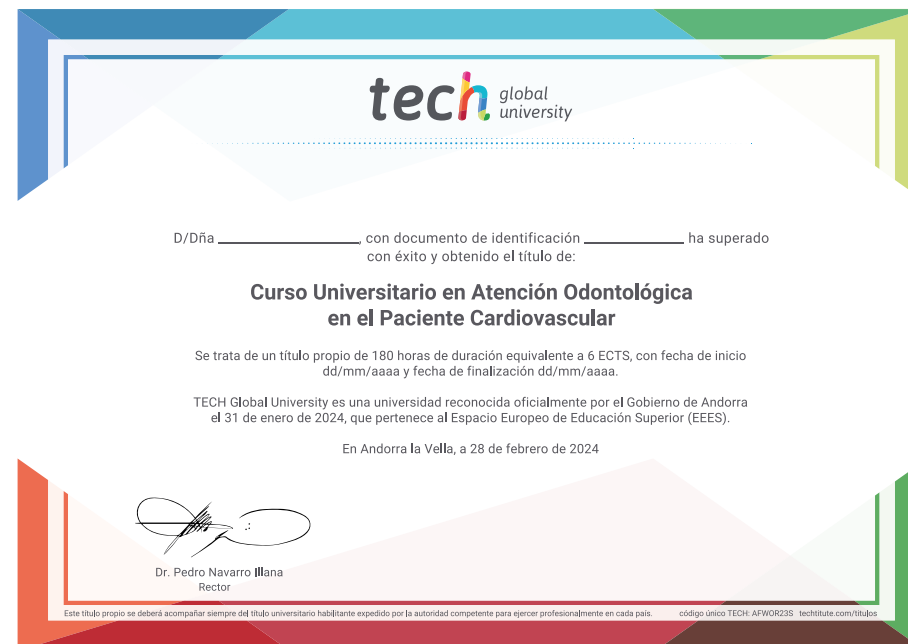 tech global university
D/Dña ____________________, con documento de identificación ______________ ha superado
con éxito y obtenido el título de:
Curso Universitario en Atención Odontológica
en el Paciente Cardiovascular
Se trata de un título propio de 180 horas de duración equivalente a 6 ECTS, con fecha de inicio
dd/mm/aaaa y fecha de finalización dd/mm/aaaa.
TECH Global University es una universidad reconocida oficialmente por el Gobierno de Andorra
el 31 de enero de 2024, que pertenece al Espacio Europeo de Educación Superior (EEES).
En Andorra la Vella, a 28 de febrero de 2024
Dr. Pedro Navarro Illana
Rector
Este título propio se deberá acompañar siempre del título universitario habilitante expedido por la autoridad competente para ejercer profesionalmente en cada país. código único TECH: AFWOR23S techtitute.com/títulos